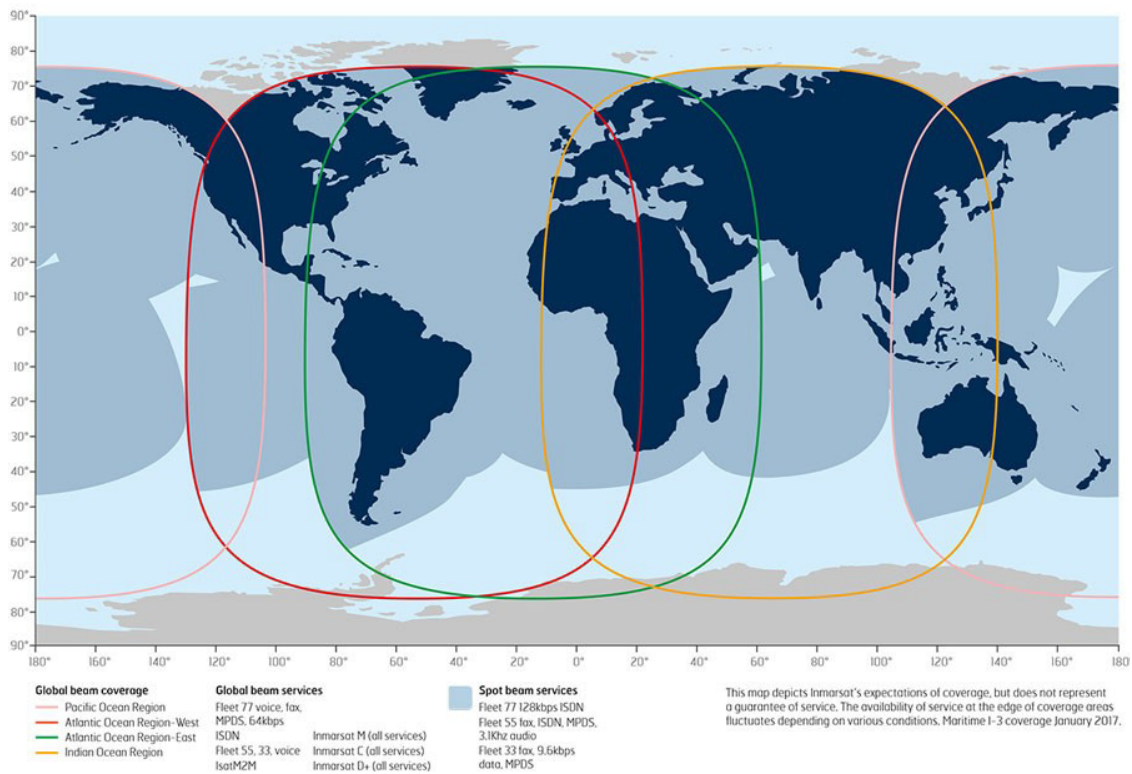 90°
80°
70°
60°
50°
40°
30°
20°
10°
0°
10°
20°
30°
40°
50°
60°
70°
80°
90°
180° 160° 140° 120° 100° 80° 60° 40° 20° 0° 20° 40° 60° 80° 100° 120° 140° 160° 180°
Global beam coverage
Pacific Ocean Region
Atlantic Ocean Region-West
Atlantic Ocean Region-East
Indian Ocean Region
Global beam services
Fleet 77 voice, fax,
MPDS, 64kbps
ISDN
Fleet 55, 33, voice
IsatM2M
Inmarsat M (all services)
Inmarsat C (all services)
Inmarsat D+ (all services)
Spot beam services
Fleet 77 128kbps ISDN
Fleet 55 fax, ISDN, MPDS,
3.1Khz audio
Fleet 33 fax, 9.6kbps
data, MPDS
This map depicts Inmarsat's expectations of coverage, but does not represent
a guarantee of service. The availability of service at the edge of coverage areas
fluctuates depending on various conditions. Maritime I-3 coverage January 2017.